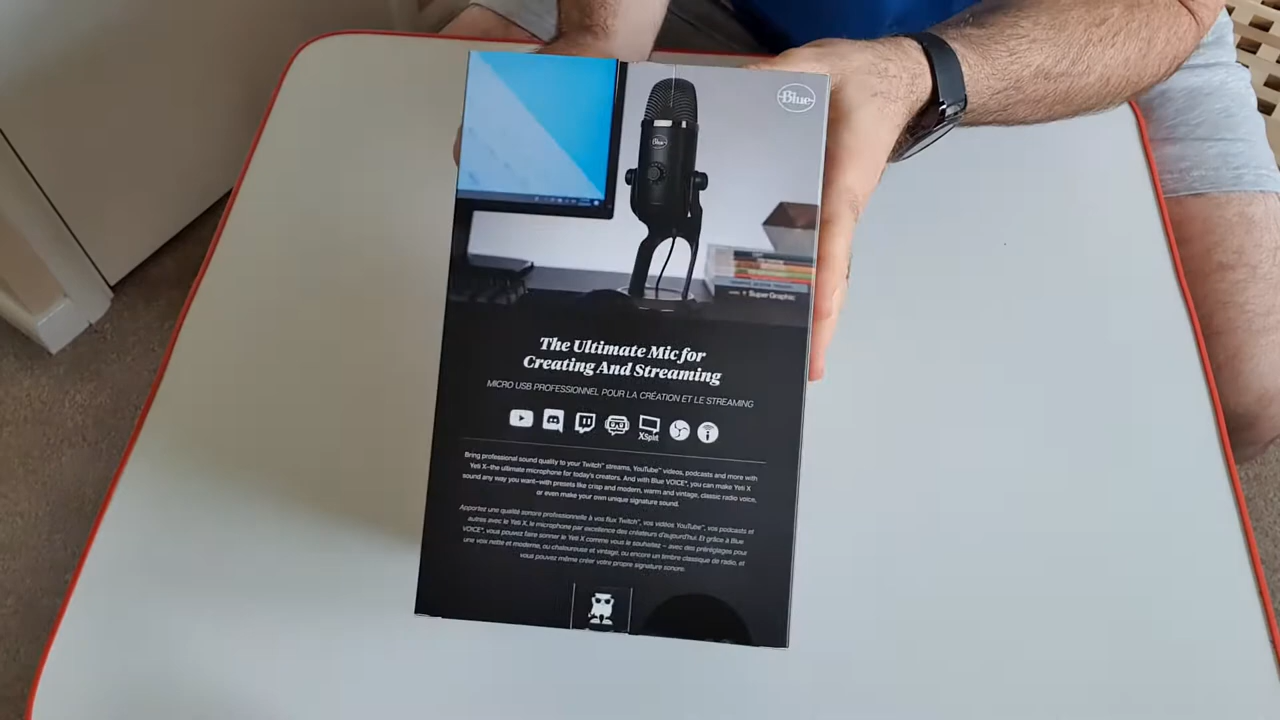 Blue
Blue
Super Graphic
The Ultimate Mic for
Creating And Streaming
MICRO USB PROFESSIONNEL POUR LA CRÉATION ET LE STREAMING
XSplit
Bring professional sound quality to your Twitch™ streams, YouTube™ videos, podcasts and more with
Yeti X—the ultimate microphone for today's creators. And with Blue VO!CE®, you can make Yeti X
sound any way you want—with presets like crisp and modern, warm and vintage, classic radio voice,
or even make your own unique signature sound.
Apportez une qualité sonore professionnelle à vos flux Twitch™, vos vidéos YouTube™, vos podcasts et
autres avec le Yeti X, le microphone par excellence des créateurs d'aujourd'hui. Et grâce à Blue
VO!CE®, vous pouvez faire sonner le Yeti X comme vous le souhaitez – avec des préréglages pour
une voix nette et moderne, ou chaleureuse et vintage, ou encore un timbre classique de radio, et
vous pouvez même créer votre propre signature sonore.